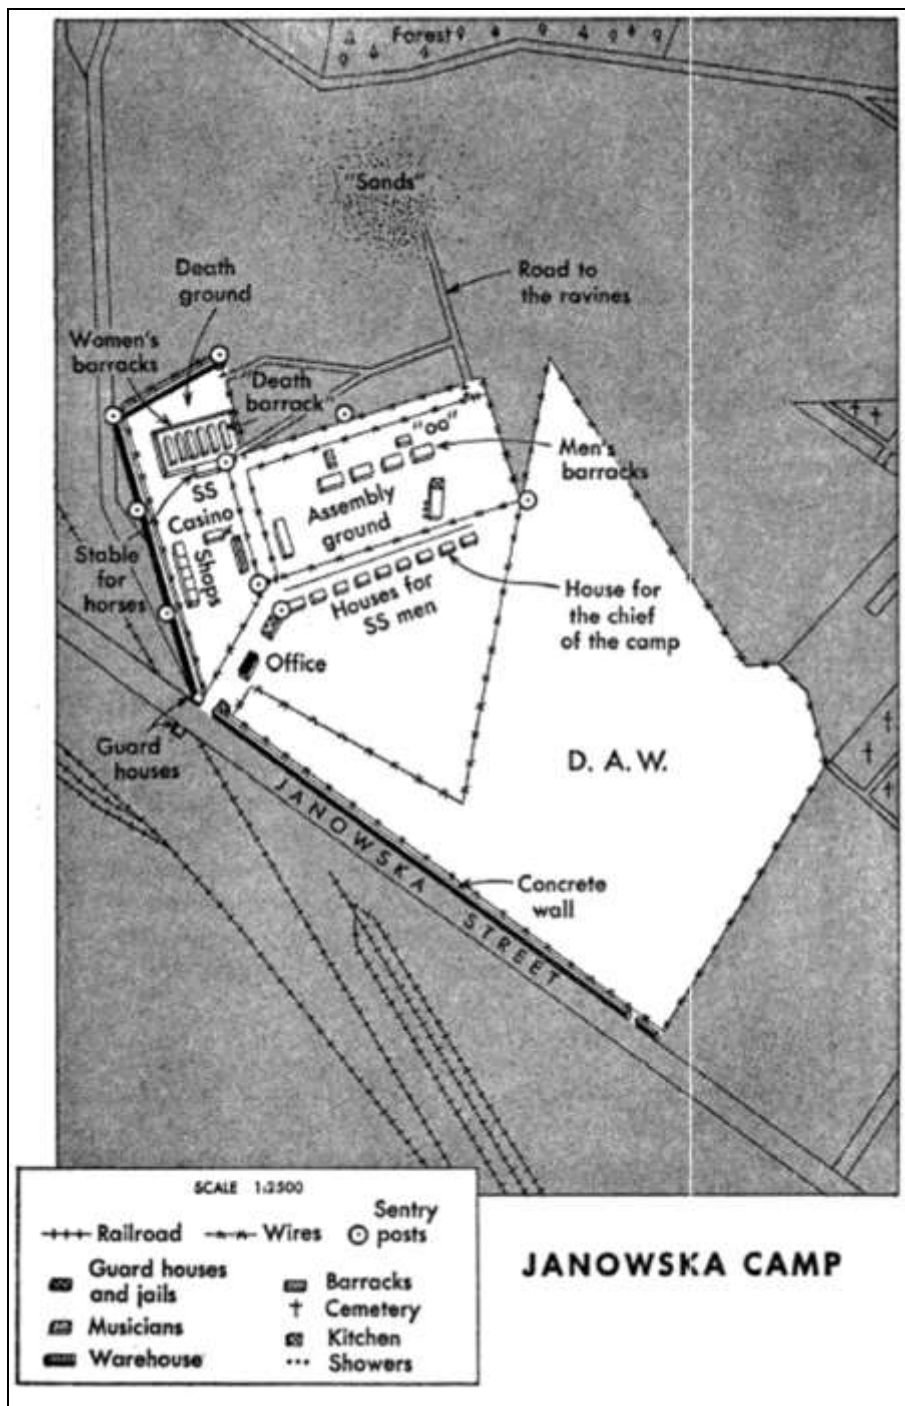 Forest
"Sands"
Death
ground
Road to
the ravines
Women's
barracks
"Death
barrack"
"oo"
Men's
barracks
SS
Casino
Assembly
ground
Shops
Stable
for
horses
Houses for
SS men
House for
the chief
of the camp
Office
Guard
houses
D. A. W.
JANOWSKA STREET
Concrete
wall
SCALE 1:2500
Railroad
Wires
Sentry
posts
Guard houses
and jails
Barracks
Cemetery
Musicians
Kitchen
Warehouse
Showers
JANOWSKA CAMP